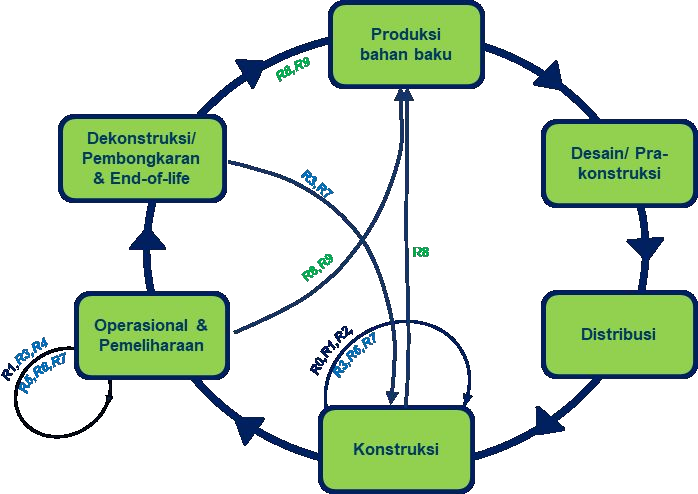 Produksi
bahan baku
R8,R9
Dekonstruksi/
Pembongkaran
& End-of-life
Desain/ Pra-
konstruksi
R3,R7
R8,R9
R8
Operasional &
Pemeliharaan
Distribusi
R1,R3,R4
R5,R6,R7
R0,R1,R2,
R3,R6,R7
Konstruksi